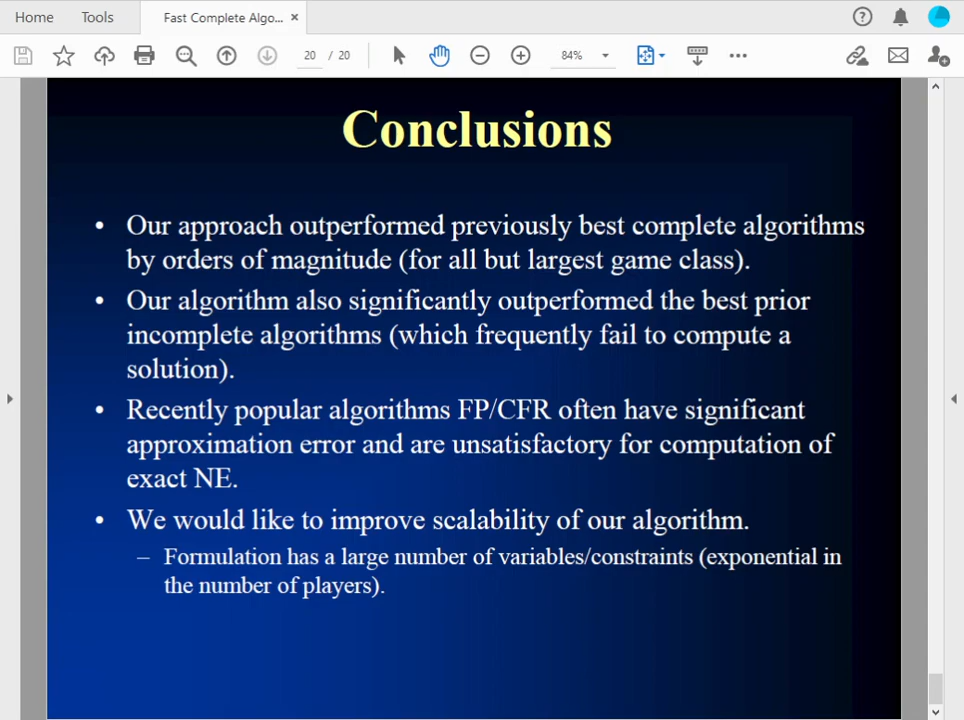 Home Tools Fast Complete Algo... ×
20 / 20 84%
Conclusions
• Our approach outperformed previously best complete algorithms
by orders of magnitude (for all but largest game class).
• Our algorithm also significantly outperformed the best prior
incomplete algorithms (which frequently fail to compute a
solution).
• Recently popular algorithms FP/CFR often have significant
approximation error and are unsatisfactory for computation of
exact NE.
• We would like to improve scalability of our algorithm.
– Formulation has a large number of variables/constraints (exponential in
the number of players).